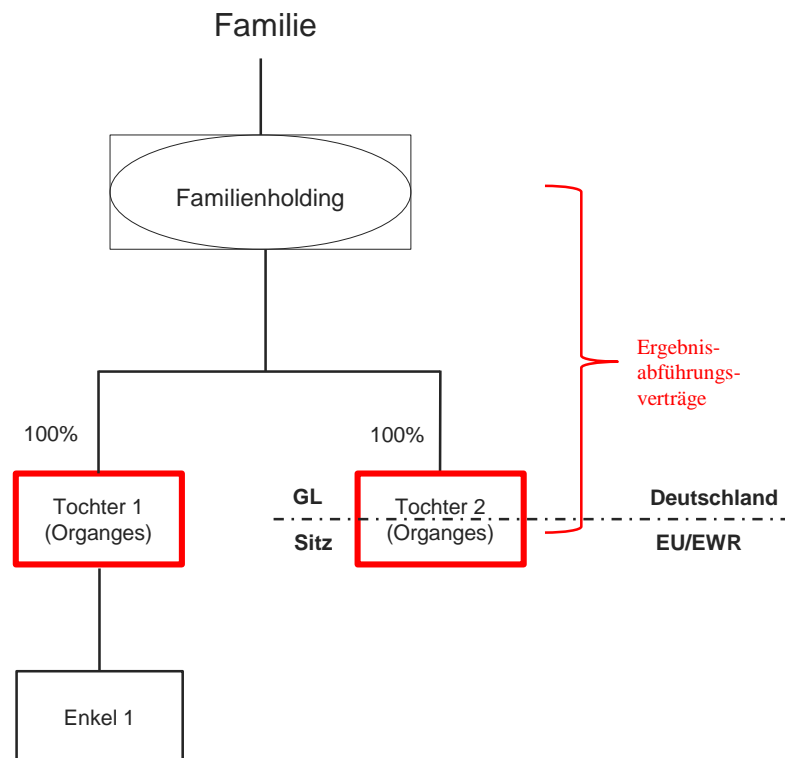 Familie
Familienholding
Ergebnis-
abführungs-
verträge
100%
100%
Tochter 1
(Organges)
GL
Tochter 2
(Organges)
Deutschland
Sitz
EU/EWR
Enkel 1